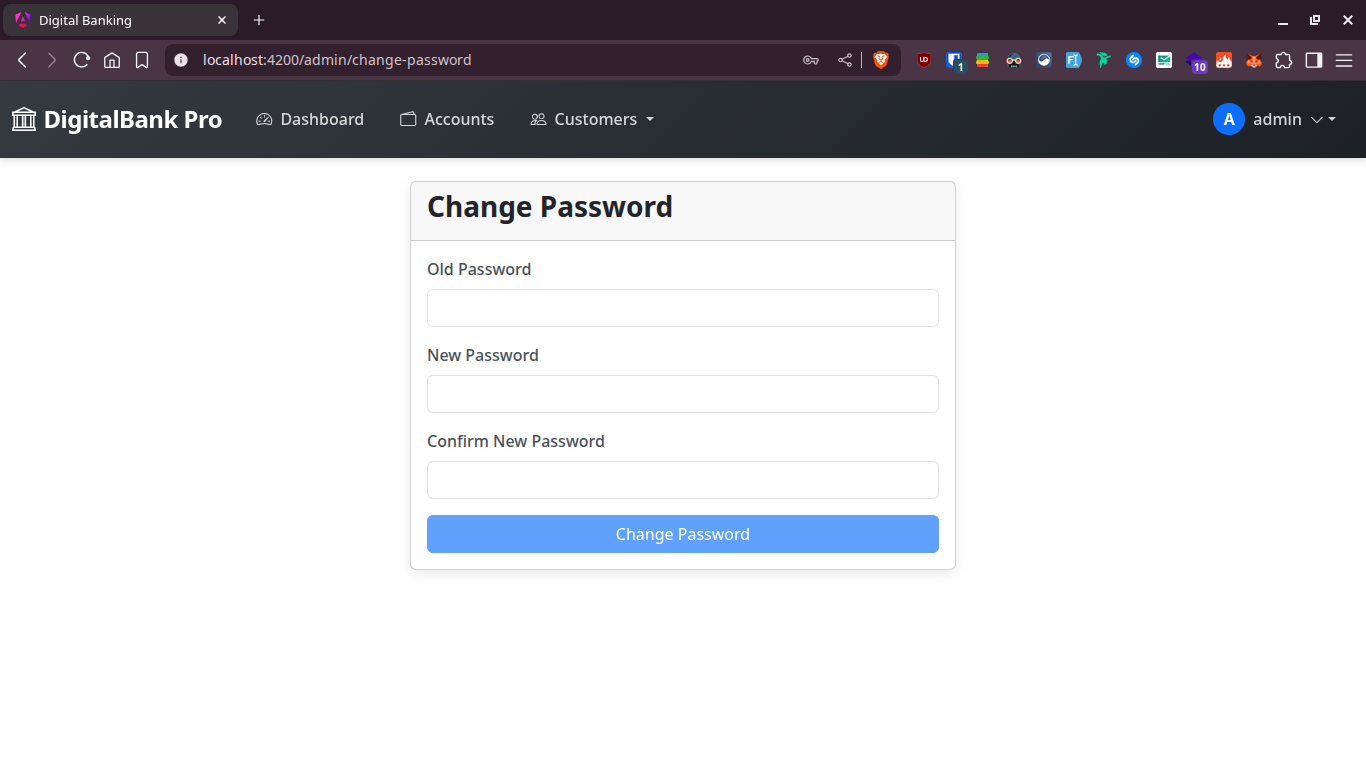 Digital Banking
localhost:4200/admin/change-password
UD
1
10
DigitalBank Pro
Dashboard
Accounts
Customers
A
admin
Change Password
Old Password
New Password
Confirm New Password
Change Password